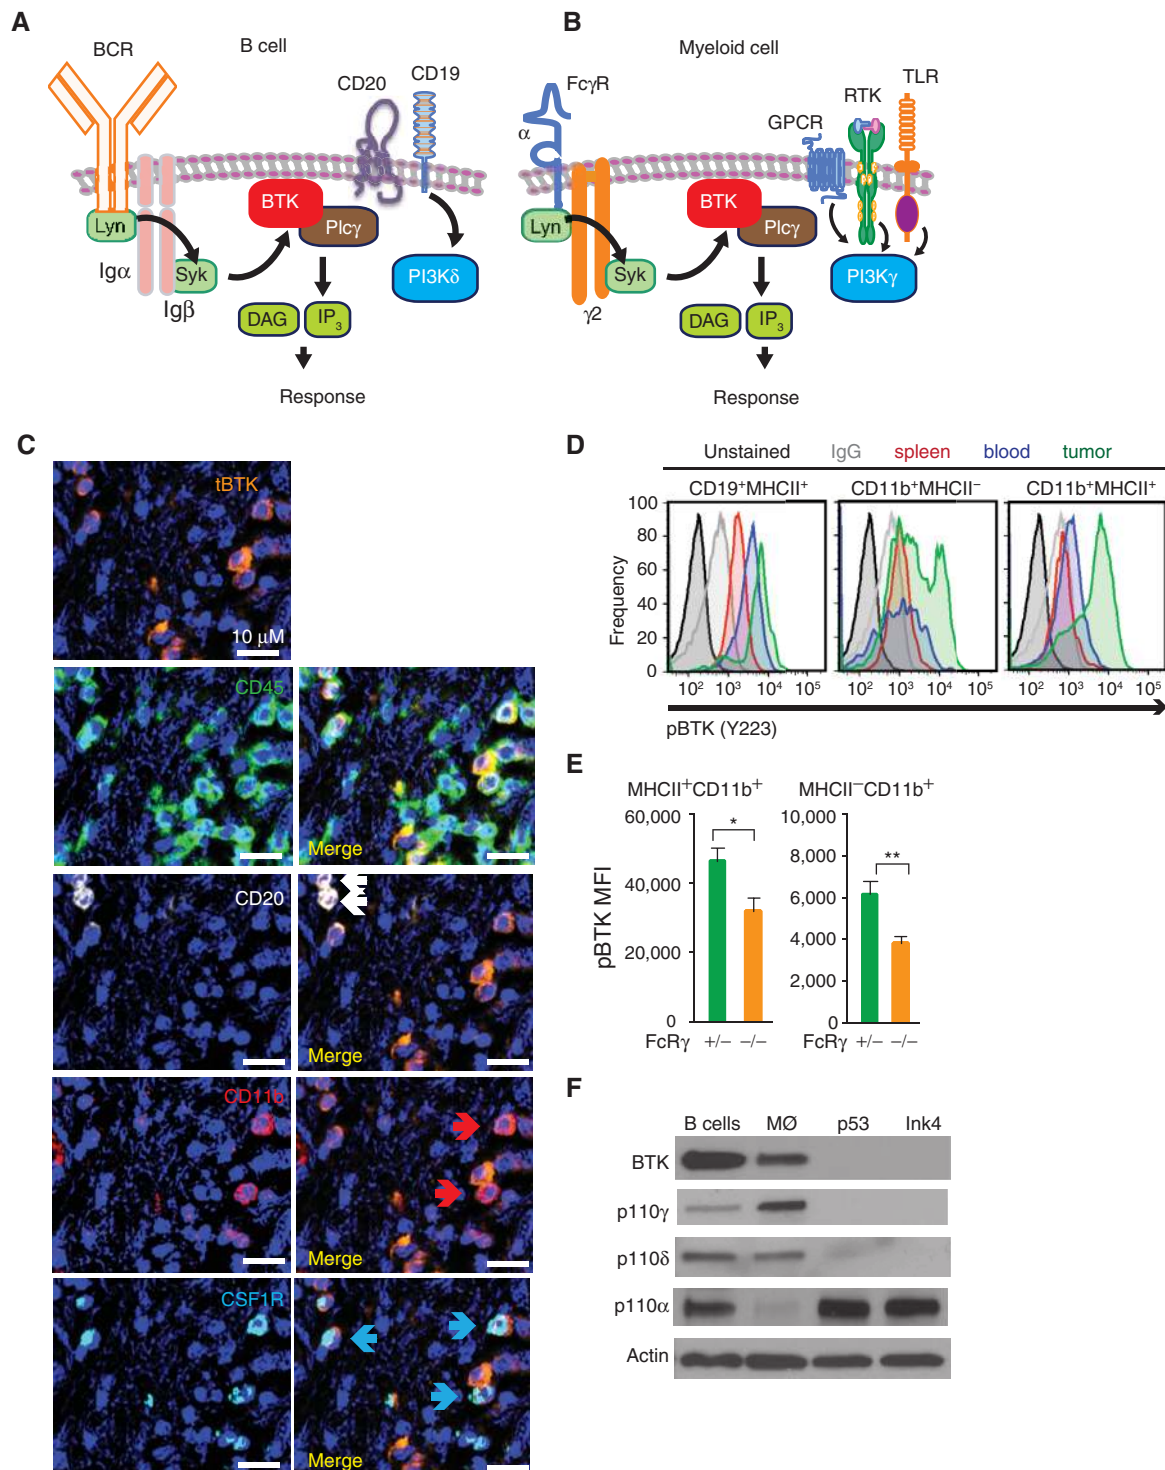 A
B cell
BCR
CD20
CD19
Lyn
Igα
Syk
Igβ
BTK
Plcγ
PI3Kδ
DAG
IP3
Response
B
Myeloid cell
FcγR
α
GPCR
RTK
TLR
Lyn
Syk
γ2
BTK
Plcγ
PI3Kγ
DAG
IP3
Response
C
tBTK
10 μM
CD45
Merge
CD20
Merge
CD11b
Merge
CSF1R
Merge
D
Unstained IgG spleen blood tumor
CD19+MHCII+ CD11b+MHCII− CD11b+MHCII+
Frequency
100
80
60
40
20
0
10² 10³ 10⁴ 10⁵ 10² 10³ 10⁴ 10⁵ 10² 10³ 10⁴ 10⁵
pBTK (Y223)
E
MHCII+CD11b+ MHCII−CD11b+
pBTK MFI
60,000
40,000
20,000
0
*
FcRγ +/− −/−
10,000
8,000
6,000
4,000
2,000
0
**
FcRγ +/− −/−
F
B cells MØ p53 Ink4
BTK
p110γ
p110δ
p110α
Actin